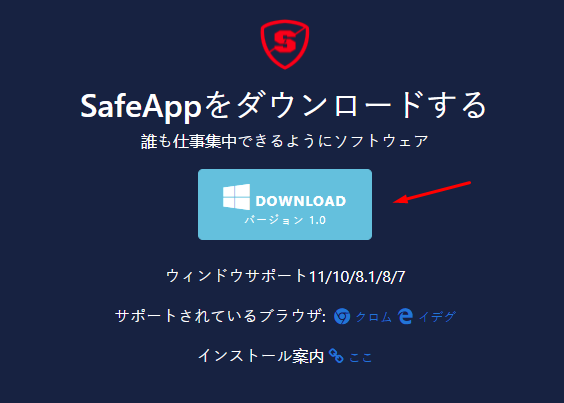 S
SafeAppをダウンロードする
誰も仕事集中できるようにソフトウェア
DOWNLOAD
バージョン 1.0
ウィンドウサポート11/10/8.1/8/7
サポートされているブラウザ: クロム イデグ
インストール案内 ここ